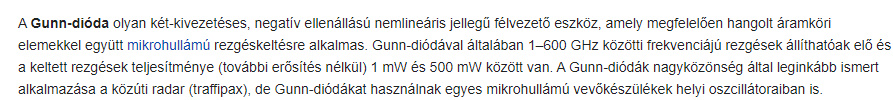 A Gunn-dióda olyan két-kivezetéses, negatív ellenállású nemlineáris jellegű félvezető eszköz, amely megfelelően hangolt áramköri
elemekkel együtt mikrohullámú rezgéskeltésre alkalmas. Gunn-diódával általában 1–600 GHz közötti frekvenciájú rezgések állíthatóak elő és
a keltett rezgések teljesítménye (további erősítés nélkül) 1 mW és 500 mW között van. A Gunn-diódák nagyközönség által leginkább ismert
alkalmazása a közúti radar (traffipax), de Gunn-diódákat használnak egyes mikrohullámú vevőkészülékek helyi oszcillátoraiban is.